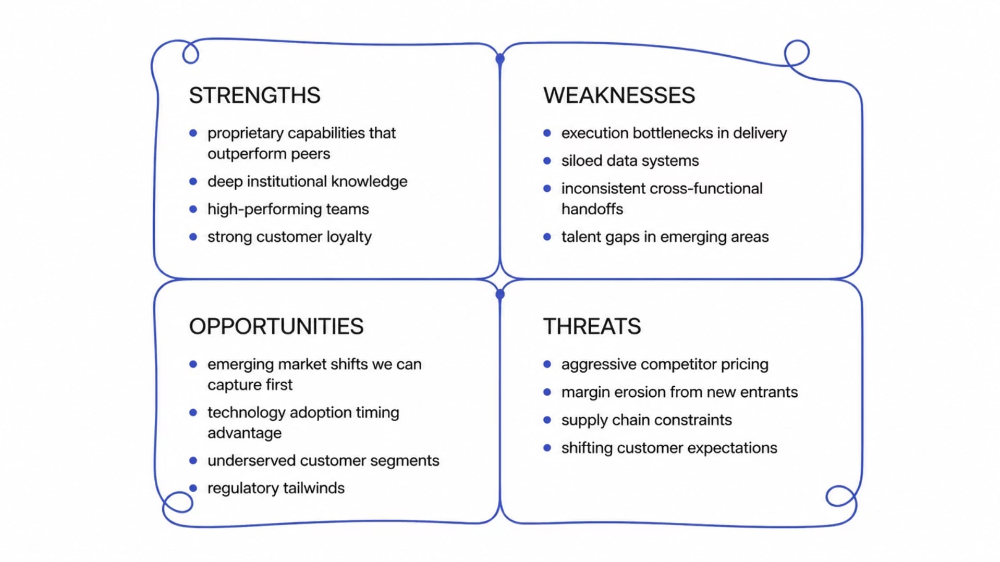 STRENGTHS
proprietary capabilities that
outperform peers
deep institutional knowledge
high-performing teams
strong customer loyalty
WEAKNESSES
execution bottlenecks in delivery
siloed data systems
inconsistent cross-functional
handoffs
talent gaps in emerging areas
OPPORTUNITIES
emerging market shifts we can
capture first
technology adoption timing
advantage
underserved customer segments
regulatory tailwinds
THREATS
aggressive competitor pricing
margin erosion from new entrants
supply chain constraints
shifting customer expectations